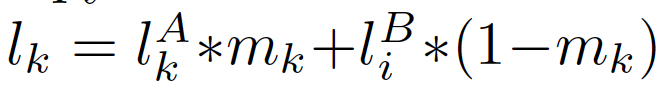 l_k = l_k^A * m_k + l_i^B * (1 − m_k)